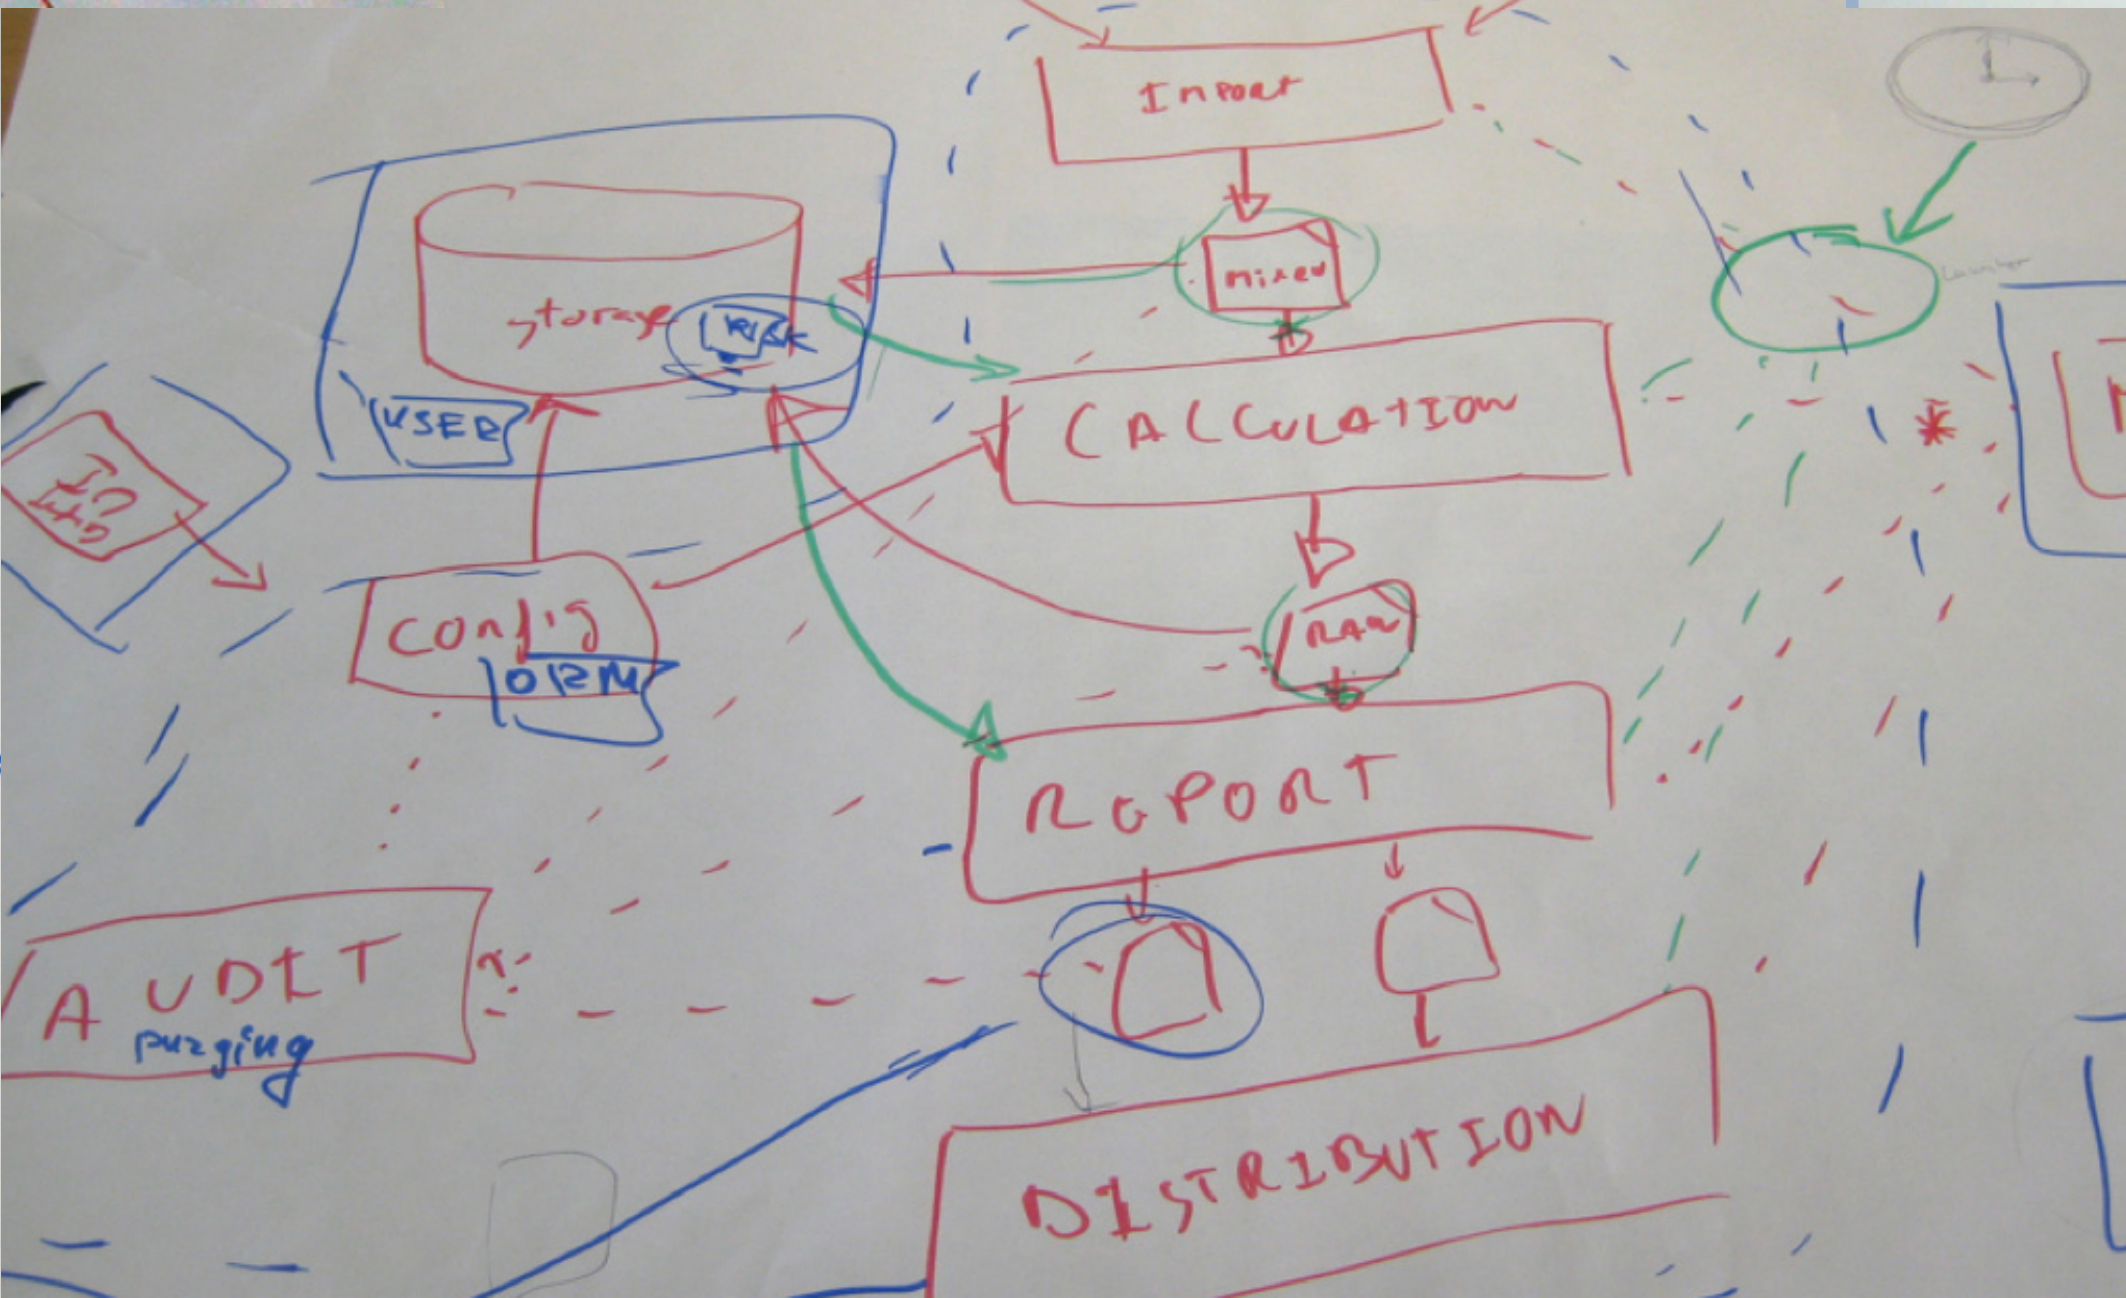 Import
mixed
storage
RISK
USER
CALCULATION
Config
ORM
RAW
REPORT
AUDIT
purging
DISTRIBUTION